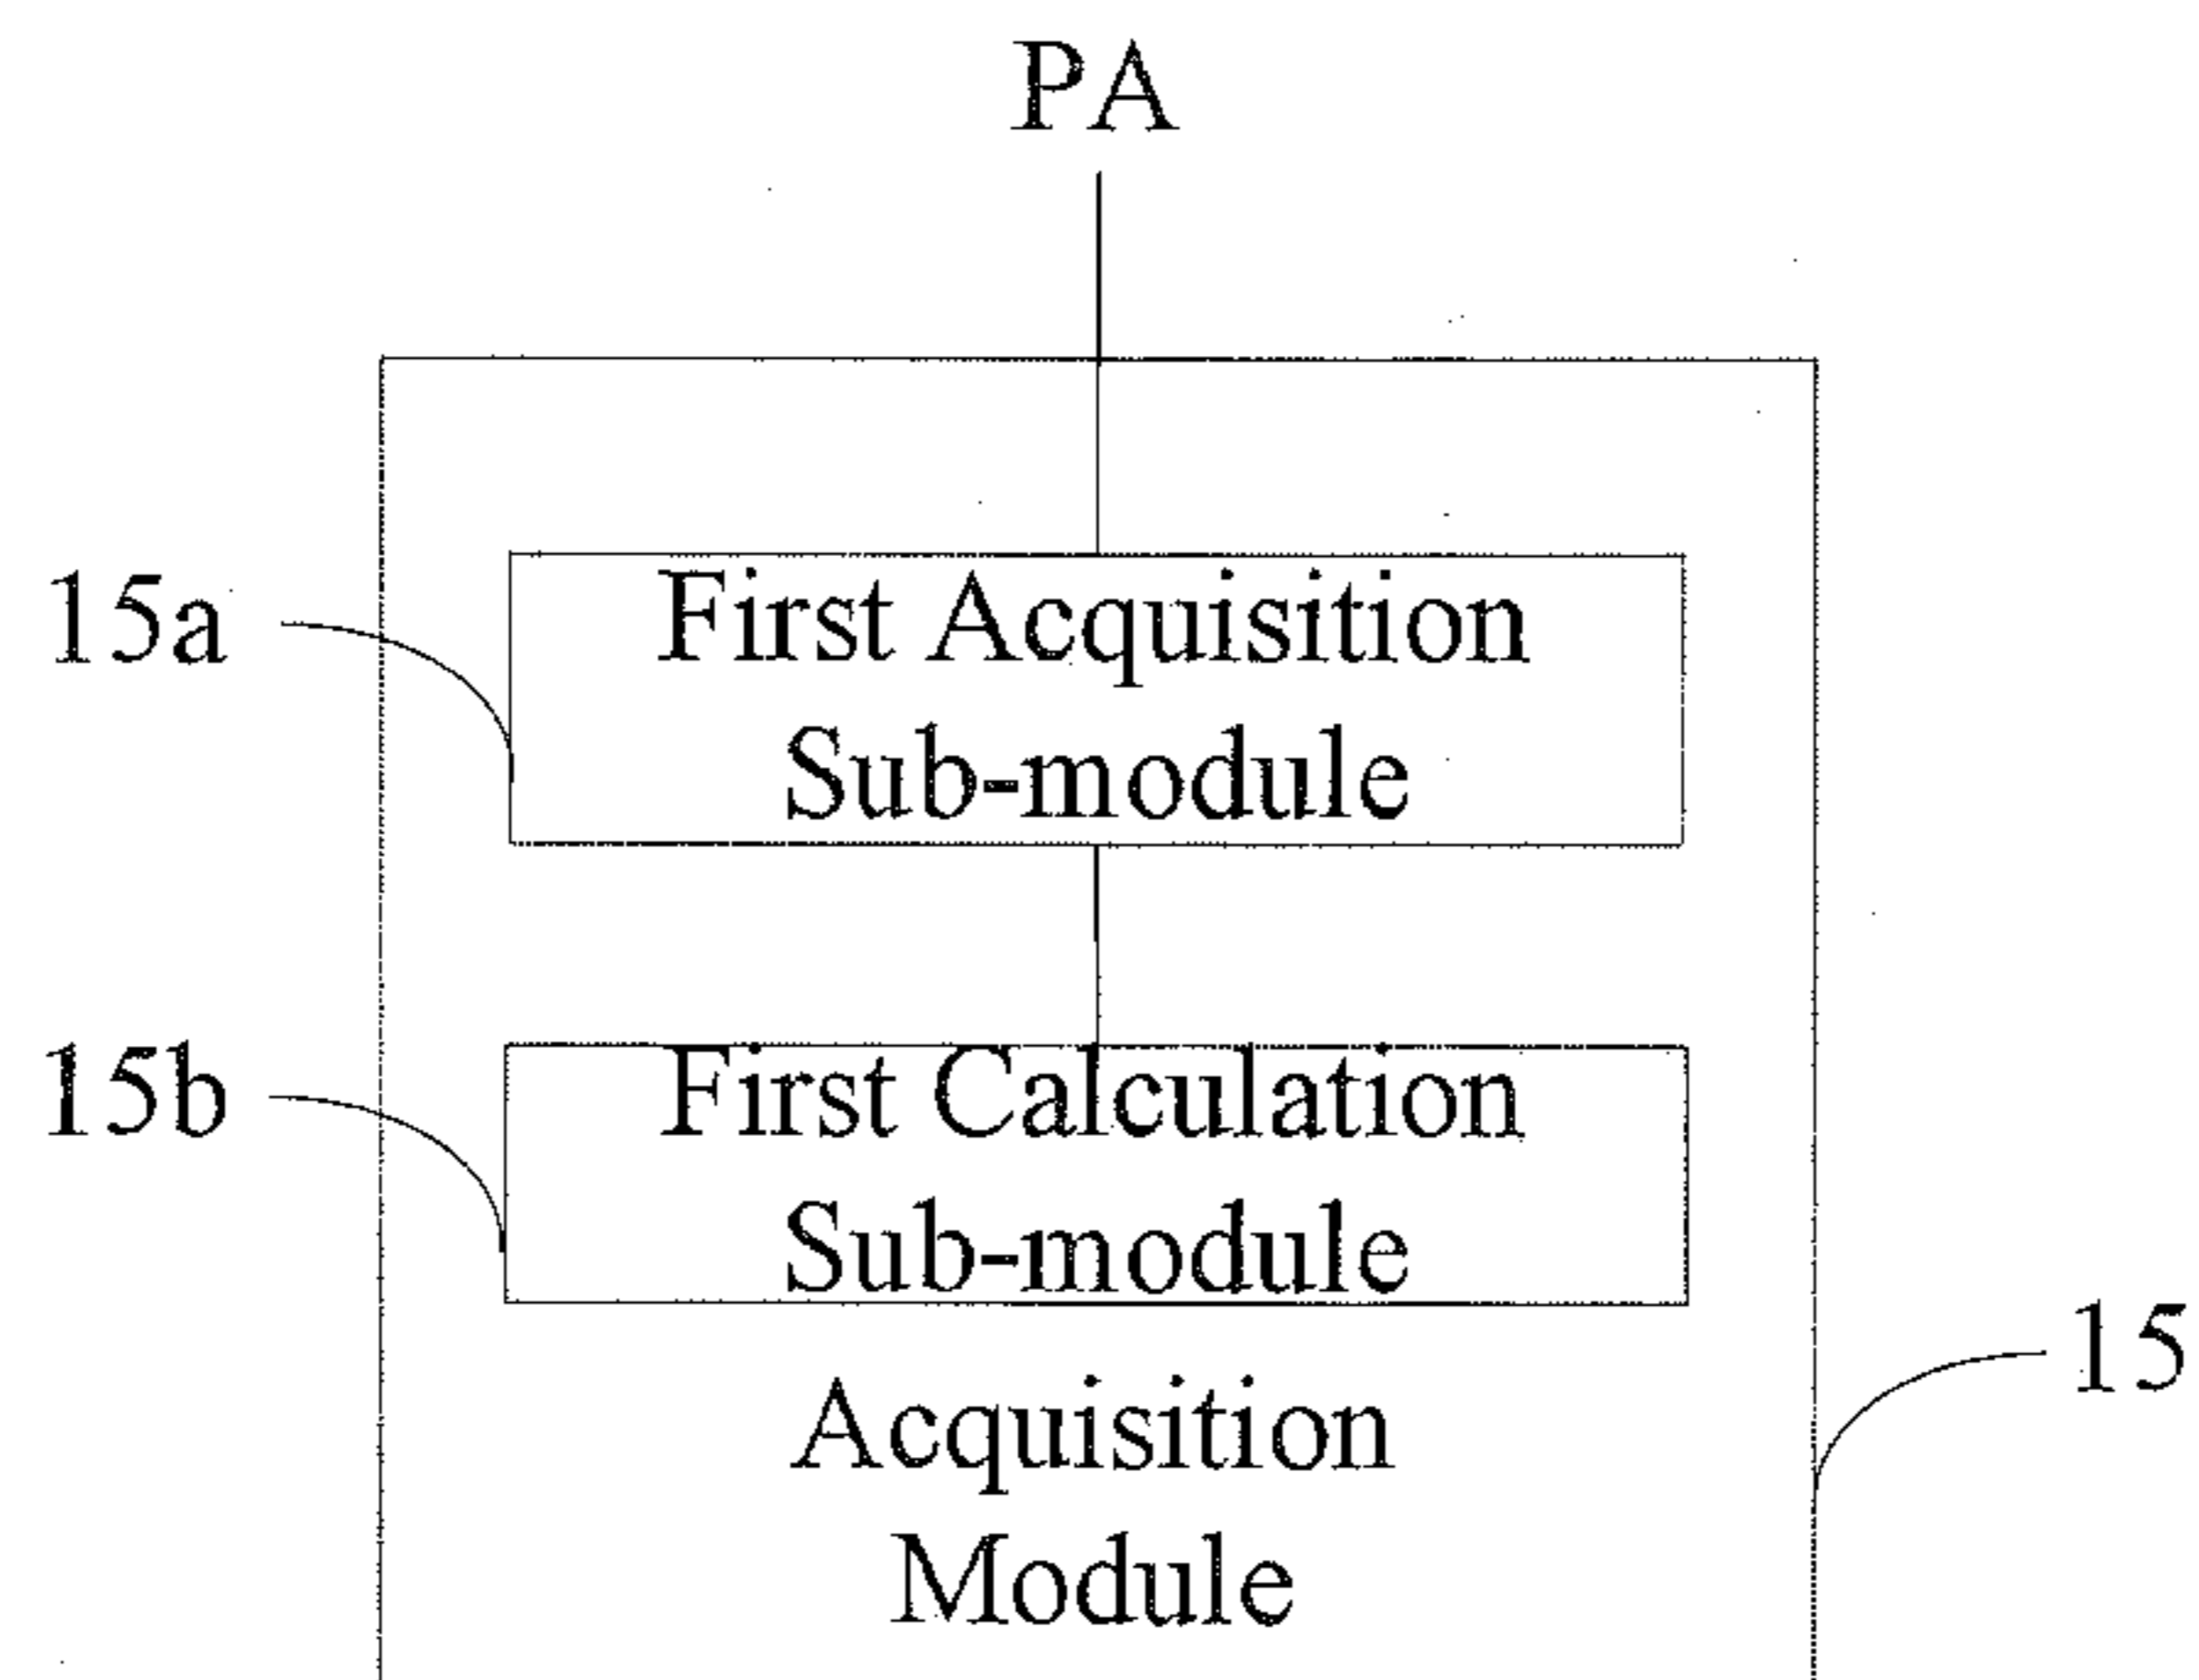 PA
15a
First Acquisition
Sub-module
15b
First Calculation
Sub-module
15
Acquisition
Module